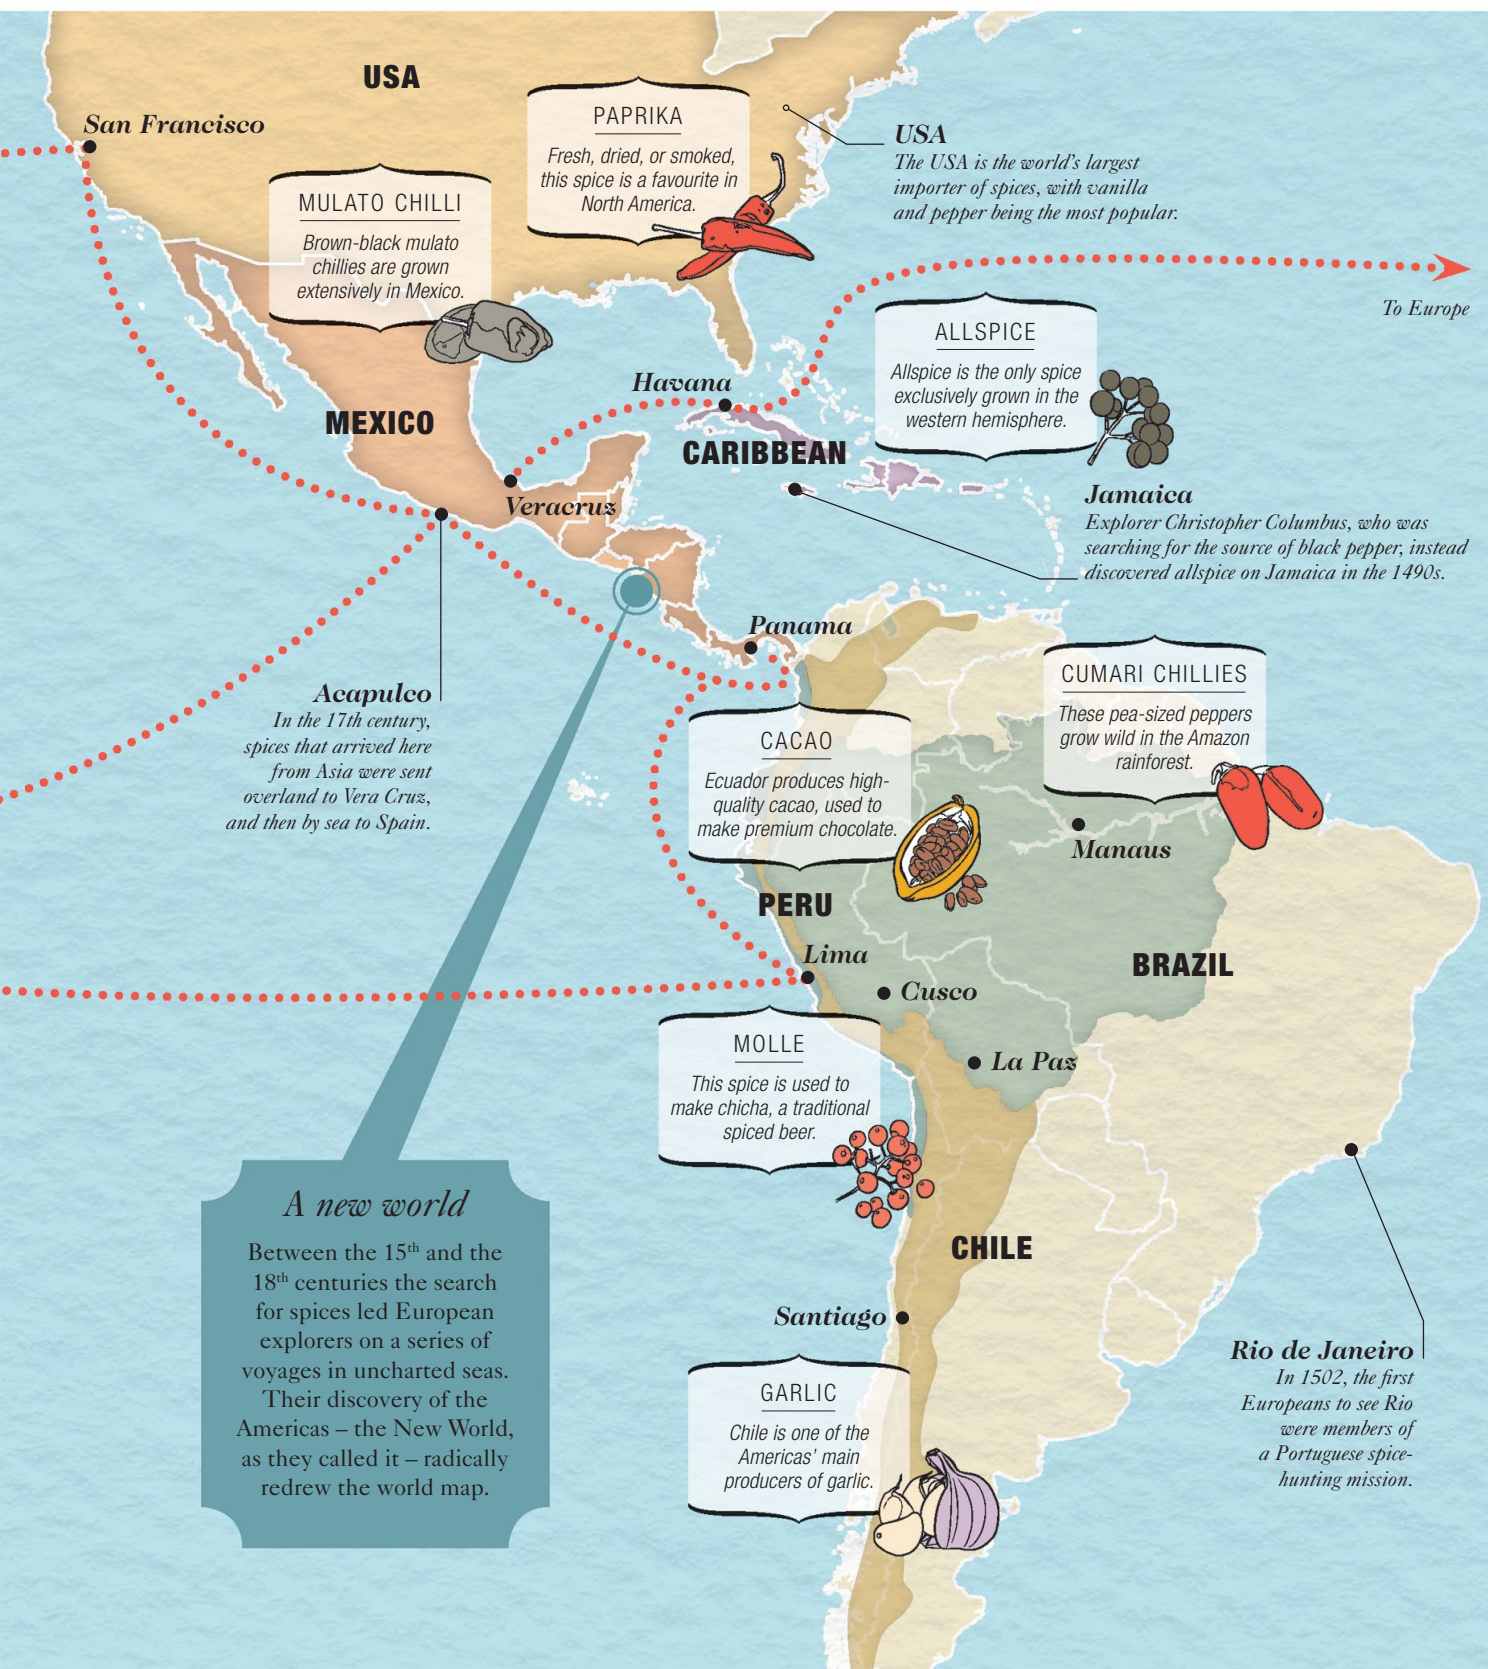 USA
San Francisco
PAPRIKA
Fresh, dried, or smoked,
this spice is a favourite in
North America.
USA
The USA is the world's largest
importer of spices, with vanilla
and pepper being the most popular.
MULATO CHILLI
Brown-black mulato
chillies are grown
extensively in Mexico.
To Europe
ALLSPICE
Allspice is the only spice
exclusively grown in the
western hemisphere.
Havana
MEXICO
CARIBBEAN
Veracruz
Jamaica
Explorer Christopher Columbus, who was
searching for the source of black pepper, instead
discovered allspice on Jamaica in the 1490s.
Panama
Acapulco
In the 17th century,
spices that arrived here
from Asia were sent
overland to Vera Cruz,
and then by sea to Spain.
CUMARI CHILLIES
These pea-sized peppers
grow wild in the Amazon
rainforest.
CACAO
Ecuador produces high-
quality cacao, used to
make premium chocolate.
Manaus
PERU
Lima
BRAZIL
Cusco
MOLLE
This spice is used to
make chicha, a traditional
spiced beer.
La Paz
A new world
Between the 15th and the
18th centuries the search
for spices led European
explorers on a series of
voyages in uncharted seas.
Their discovery of the
Americas – the New World,
as they called it – radically
redrew the world map.
CHILE
Santiago
Rio de Janeiro
In 1502, the first
Europeans to see Rio
were members of
a Portuguese spice-
hunting mission.
GARLIC
Chile is one of the
Americas' main
producers of garlic.